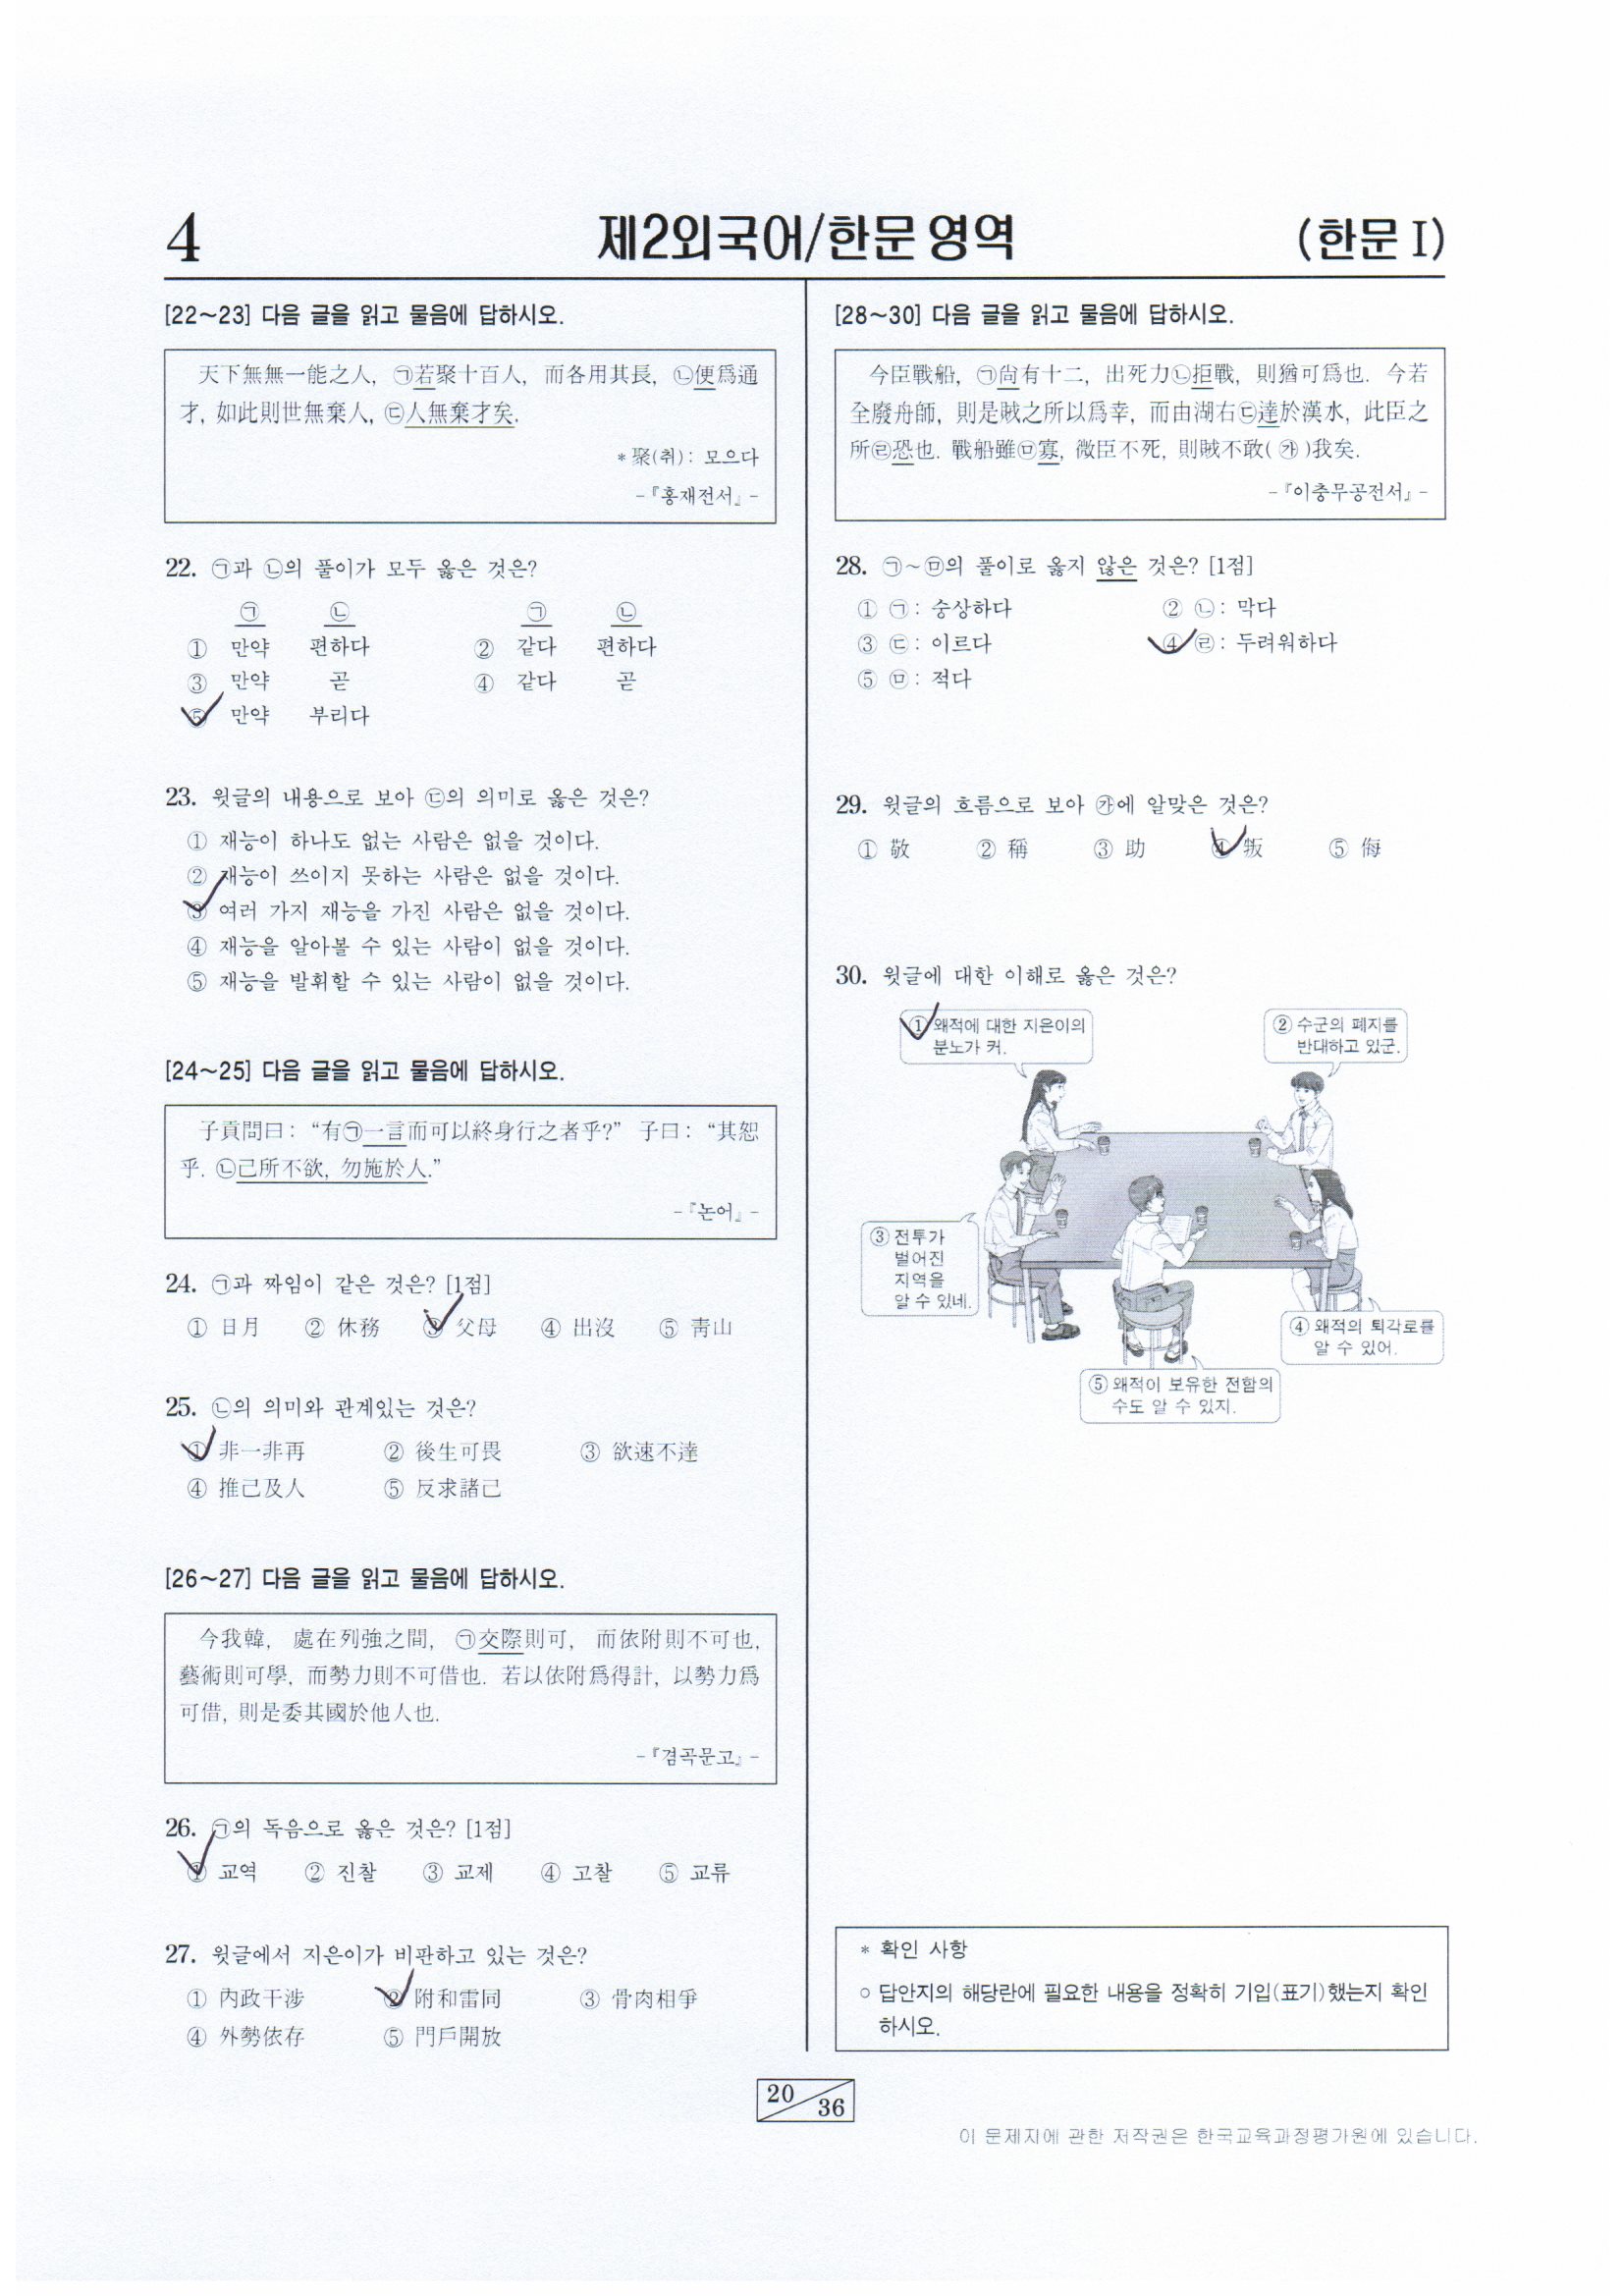 4
제2외국어/한문 영역
(한문 I)
[22～23] 다음 글을 읽고 물음에 답하시오.
天下無無一能之人, ㉠若聚十百人, 而各用其長, ㉡便爲通
才, 如此則世無棄人, ㉢人無棄才矣.
* 聚(취) : 모으다
-『홍재전서』-
22. ㉠과 ㉡의 풀이가 모두 옳은 것은?
㉠ ㉡ ㉠ ㉡
① 만약 편하다 ② 같다 편하다
③ 만약 곧 ④ 같다 곧
⑤ 만약 부리다
23. 윗글의 내용으로 보아 ㉢의 의미로 옳은 것은?
① 재능이 하나도 없는 사람은 없을 것이다.
② 재능이 쓰이지 못하는 사람은 없을 것이다.
③ 여러 가지 재능을 가진 사람은 없을 것이다.
④ 재능을 알아볼 수 있는 사람이 없을 것이다.
⑤ 재능을 발휘할 수 있는 사람이 없을 것이다.
[24～25] 다음 글을 읽고 물음에 답하시오.
子貢問曰 : “有㉠一言而可以終身行之者乎?” 子曰 : “其恕
乎. ㉡己所不欲, 勿施於人.”
-『논어』-
24. ㉠과 짜임이 같은 것은? [1점]
① 日月 ② 休務 ③ 父母 ④ 出沒 ⑤ 靑山
25. ㉡의 의미와 관계있는 것은?
① 非一非再 ② 後生可畏 ③ 欲速不達
④ 推己及人 ⑤ 反求諸己
[26～27] 다음 글을 읽고 물음에 답하시오.
今我韓, 處在列強之間, ㉠交際則可, 而依附則不可也,
藝術則可學, 而勢力則不可借也. 若以依附爲得計, 以勢力爲
可借, 則是委其國於他人也.
-『겸곡문고』-
26. ㉠의 독음으로 옳은 것은? [1점]
① 교역 ② 진찰 ③ 교제 ④ 고찰 ⑤ 교류
27. 윗글에서 지은이가 비판하고 있는 것은?
① 內政干涉 ② 附和雷同 ③ 骨肉相爭
④ 外勢依存 ⑤ 門戶開放
[28～30] 다음 글을 읽고 물음에 답하시오.
今臣戰船, ㉠尙有十二, 出死力㉡拒戰, 則猶可爲也. 今若
全廢舟師, 則是賊之所以爲幸, 而由湖右㉢達於漢水, 此臣之
所㉣恐也. 戰船雖㉤寡, 微臣不死, 則賊不敢( ㉮ )我矣.
-『이충무공전서』-
28. ㉠～㉤의 풀이로 옳지 않은 것은? [1점]
① ㉠ : 숭상하다 ② ㉡ : 막다
③ ㉢ : 이르다 ④ ㉣ : 두려워하다
⑤ ㉤ : 적다
29. 윗글의 흐름으로 보아 ㉮에 알맞은 것은?
① 敬 ② 稱 ③ 助 ④ 叛 ⑤ 侮
30. 윗글에 대한 이해로 옳은 것은?
① 왜적에 대한 지은이의
분노가 커.
② 수군의 폐지를
반대하고 있군.
③ 전투가
벌어진
지역을
알 수 있네.
④ 왜적의 퇴각로를
알 수 있어.
⑤ 왜적이 보유한 전함의
수도 알 수 있지.
* 확인 사항
○ 답안지의 해당란에 필요한 내용을 정확히 기입(표기)했는지 확인
하시오.
20
36
이 문제지에 관한 저작권은 한국교육과정평가원에 있습니다.